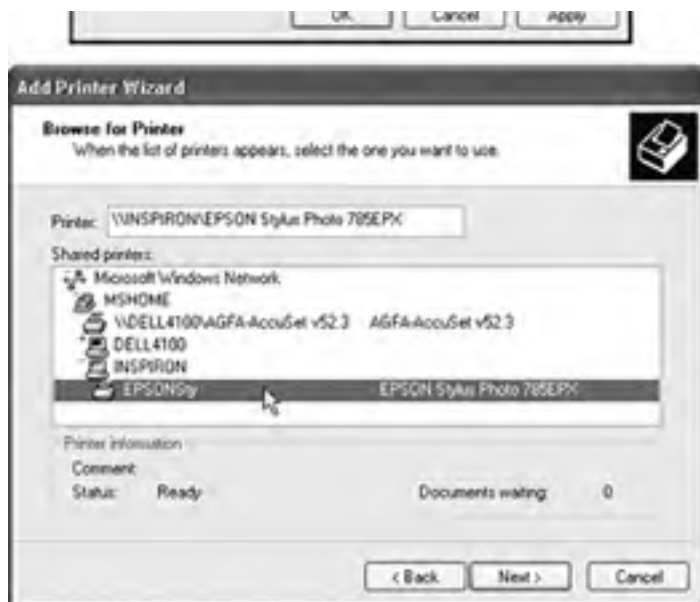 OK Cancel Apply
Add Printer Wizard
Browse for Printer
When the list of printers appears, select the one you want to use.
Printer: \\INSPIRON\EPSON Stylus Photo 785EPX
Shared printers:
Microsoft Windows Network
MSHOME
\\DELL4100\AGFA-AccuSet v52.3 AGFA-AccuSet v52.3
DELL4100
INSPIRON
EPSONSty EPSON Stylus Photo 785EPX
Printer information
Comment:
Status: Ready Documents waiting: 0
< Back Next > Cancel